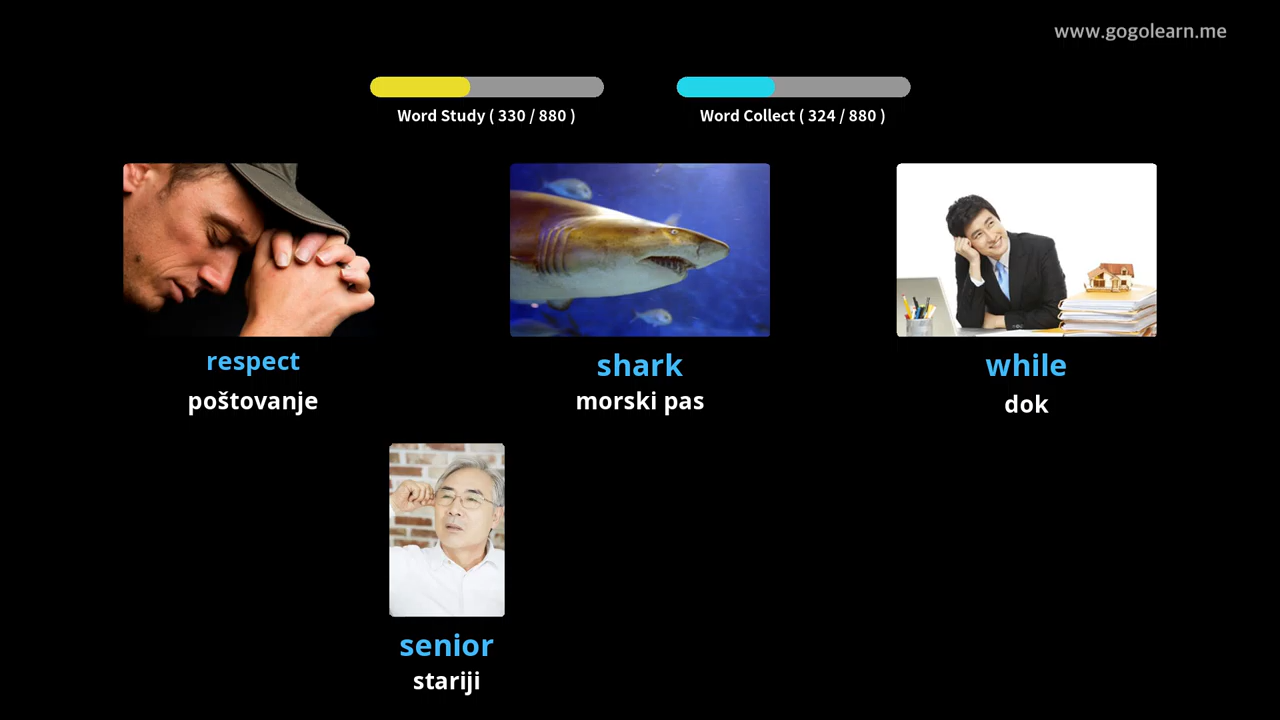 www.gogolearn.me
Word Study ( 330 / 880 )
Word Collect ( 324 / 880 )
respect
poštovanje
shark
morski pas
while
dok
senior
stariji